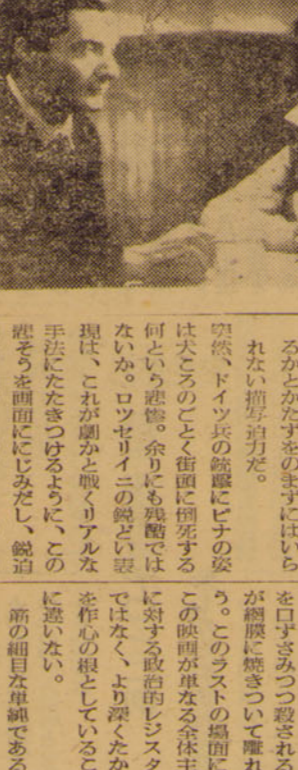 るかとかたずをのまずにはいら
れない描写迫力だ。
突然、ドイツ兵の銃撃にピナの姿
は犬ころのごとく街頭に倒死する
何という悲惨。余りにも残酷では
ないか。ロツセリイニの鋭どい表
現は、これが劇かと戦くリアルな
手法にたたきつけるように、この
悲そうを画面ににじみだし、鋭迫
を口ずさみつつ殺される
が網膜に焼きついて離れ
う。このラストの場面に
この映画が単なる全体主
に対する政治的レジスタ
ではなく、より深くたか
を作心の根としているこ
に違いない。
筋の細目な単純である